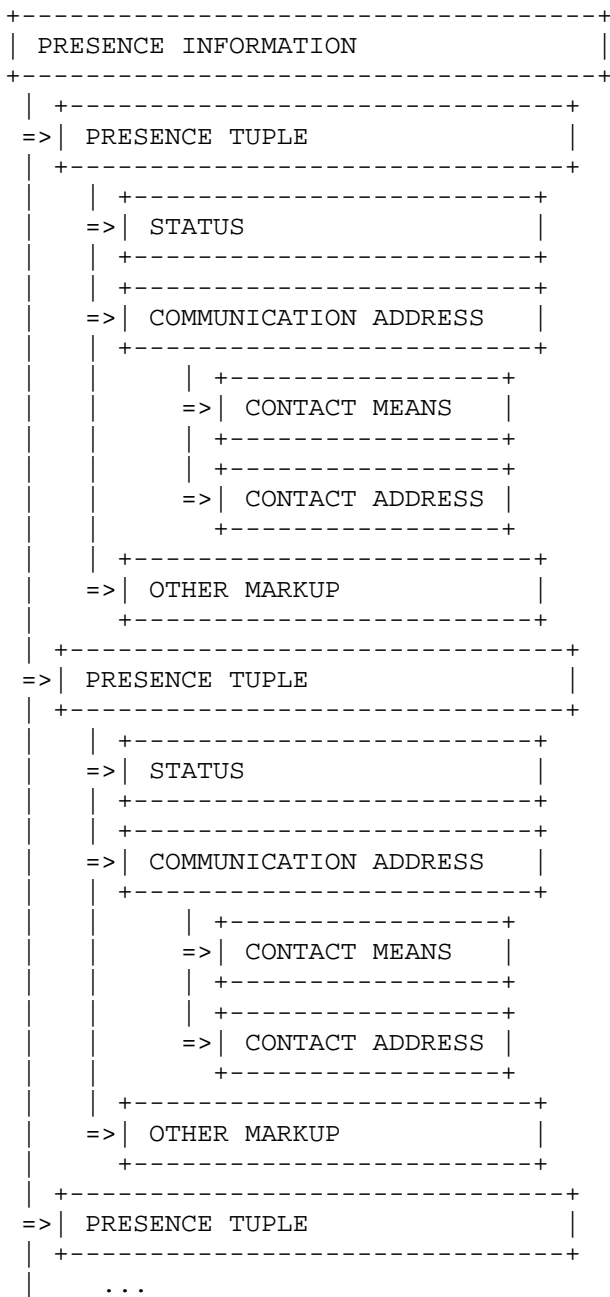 PRESENCE INFORMATION
=>| PRESENCE TUPLE
=>| STATUS
=>| COMMUNICATION ADDRESS
=>| CONTACT MEANS
=>| CONTACT ADDRESS
=>| OTHER MARKUP
=>| PRESENCE TUPLE
=>| STATUS
=>| COMMUNICATION ADDRESS
=>| CONTACT MEANS
=>| CONTACT ADDRESS
=>| OTHER MARKUP
=>| PRESENCE TUPLE
...